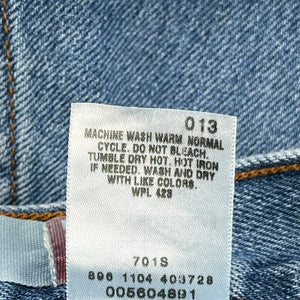 013
MACHINE WASH WARM NORMAL
CYCLE. DO NOT BLEACH.
TUMBLE DRY HOT. HOT IRON
IF NEEDED. WASH AND DRY
WITH LIKE COLORS.
WPL 423
701S
896 1104 403728
005604891